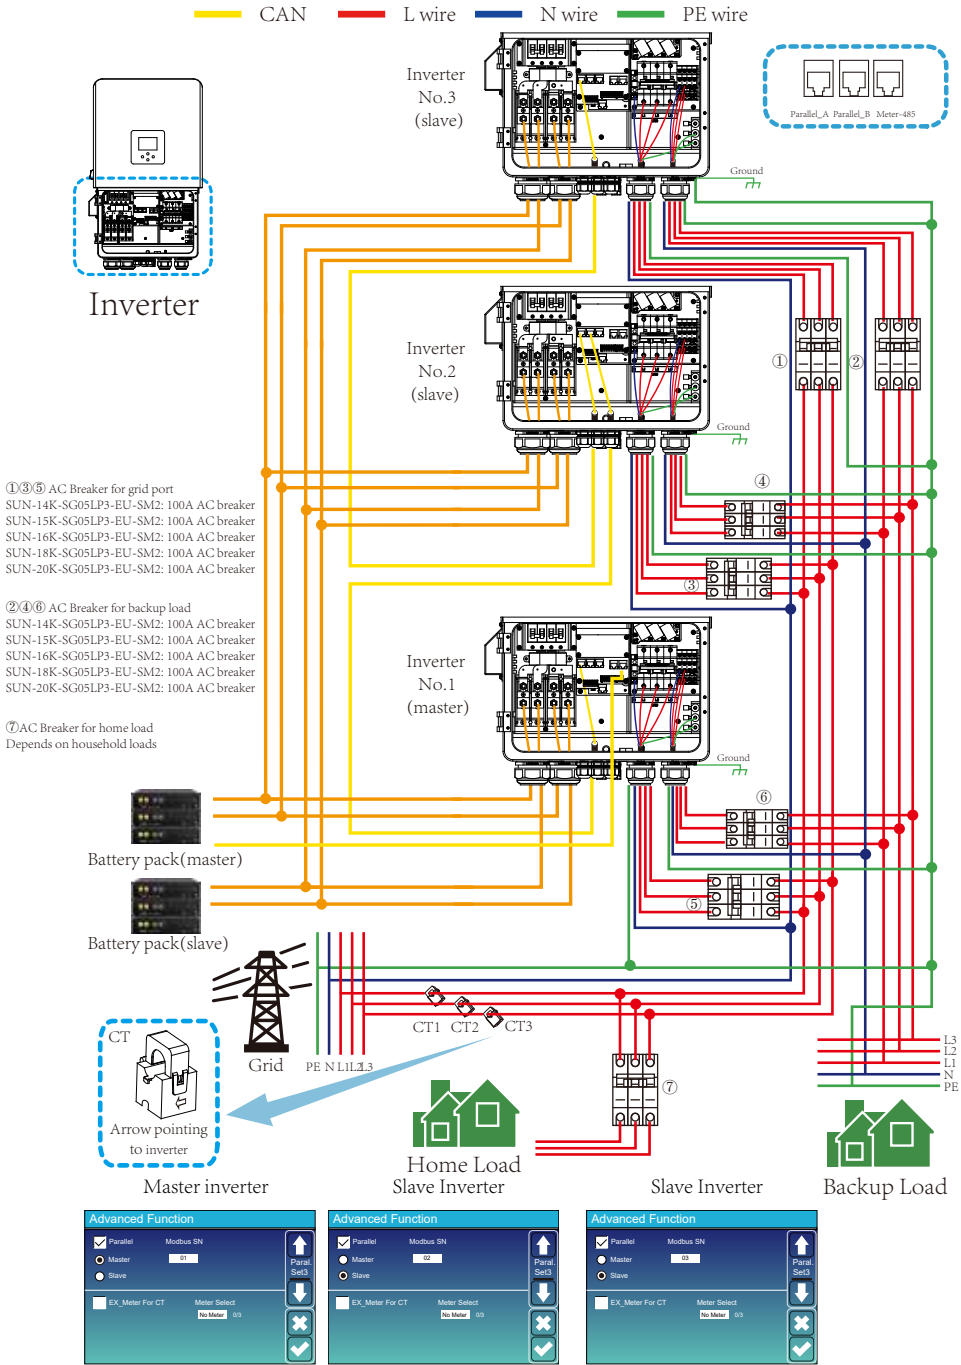 CAN
L wire
N wire
PE wire
Inverter
No.3
(slave)
Parallel_A Parallel_B Meter-485
Ground
Inverter
Inverter
No.2
(slave)
①
②
Ground
④
③
①③⑤ AC Breaker for grid port
SUN-14K-SG05LP3-EU-SM2: 100A AC breaker
SUN-15K-SG05LP3-EU-SM2: 100A AC breaker
SUN-16K-SG05LP3-EU-SM2: 100A AC breaker
SUN-18K-SG05LP3-EU-SM2: 100A AC breaker
SUN-20K-SG05LP3-EU-SM2: 100A AC breaker
②④⑥ AC Breaker for backup load
SUN-14K-SG05LP3-EU-SM2: 100A AC breaker
SUN-15K-SG05LP3-EU-SM2: 100A AC breaker
SUN-16K-SG05LP3-EU-SM2: 100A AC breaker
SUN-18K-SG05LP3-EU-SM2: 100A AC breaker
SUN-20K-SG05LP3-EU-SM2: 100A AC breaker
⑦AC Breaker for home load
Depends on household loads
Inverter
No.1
(master)
Ground
⑥
⑤
Battery pack(master)
Battery pack(slave)
CT1 CT2 CT3
CT
Arrow pointing
to inverter
Grid
PE N L1 L2 L3
⑦
L3
L2
L1
N
PE
Home Load
Backup Load
Master inverter
Slave Inverter
Slave Inverter
Advanced Function
Parallel
Modbus SN
Master
01
Slave
Paral.
Set3
EX_Meter For CT
Meter Select
No Meter 0/3
Advanced Function
Parallel
Modbus SN
Master
02
Slave
Paral.
Set3
EX_Meter For CT
Meter Select
No Meter 0/3
Advanced Function
Parallel
Modbus SN
Master
03
Slave
Paral.
Set3
EX_Meter For CT
Meter Select
No Meter 0/3